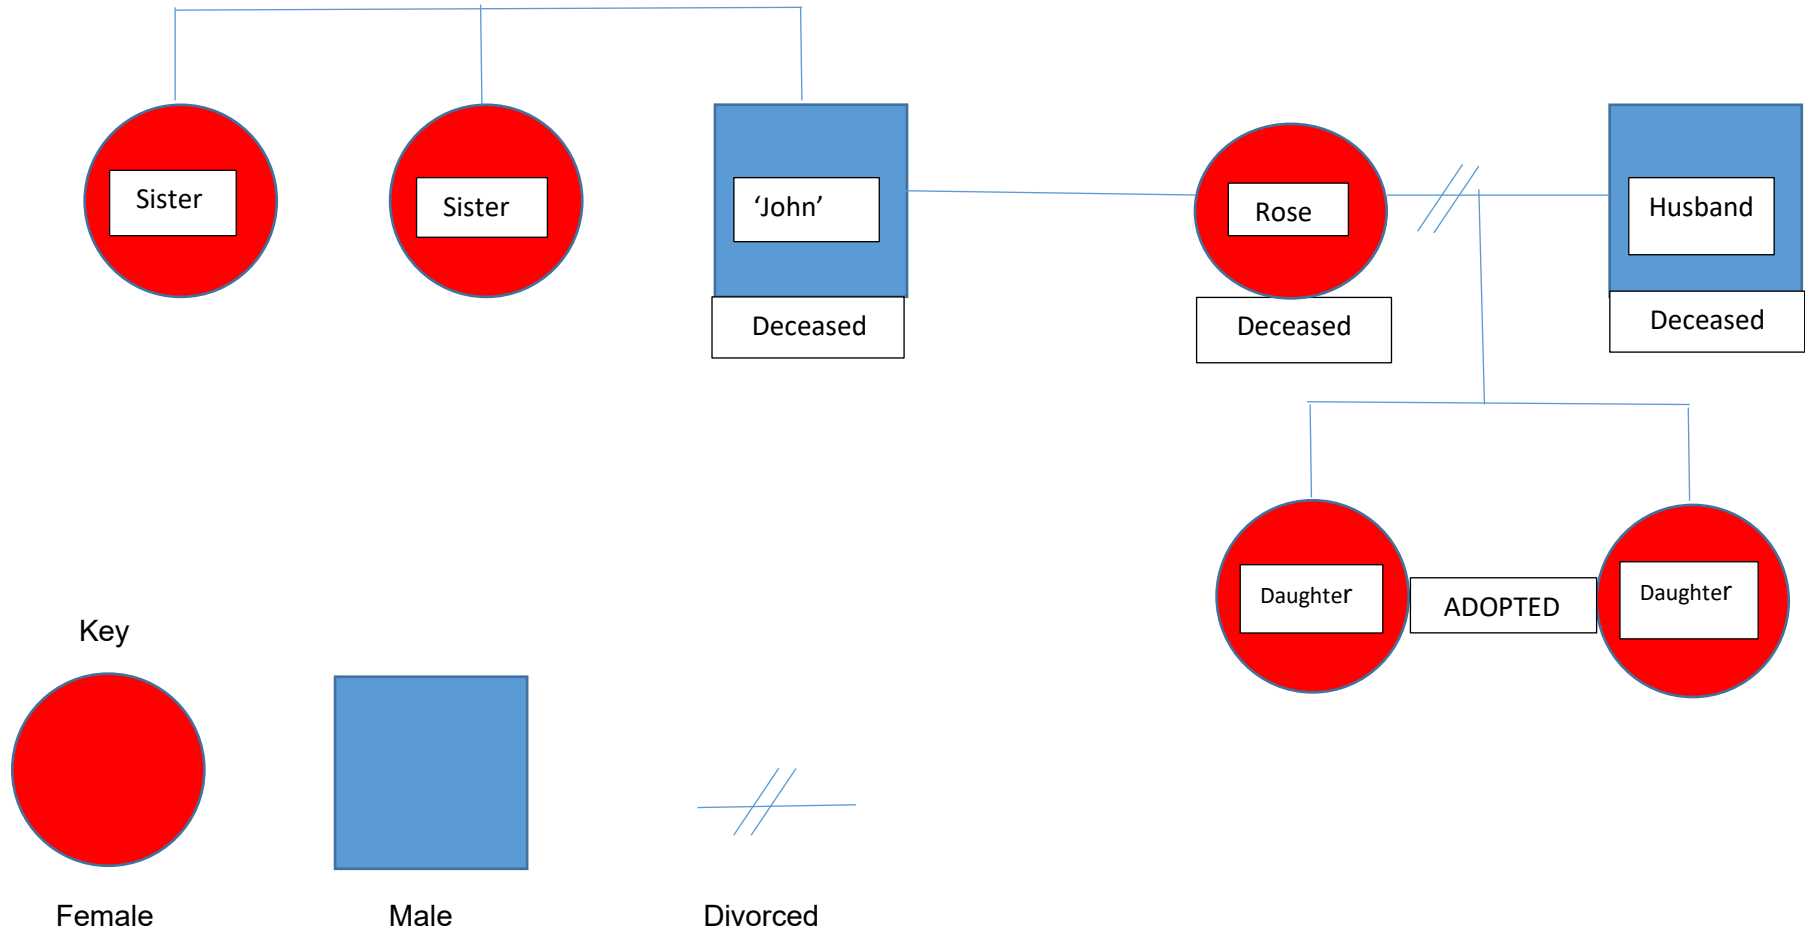 Sister
Sister
‘John’
Rose
Husband
Deceased
Deceased
Deceased
Daughter
ADOPTED
Daughter
Key
Female
Male
Divorced